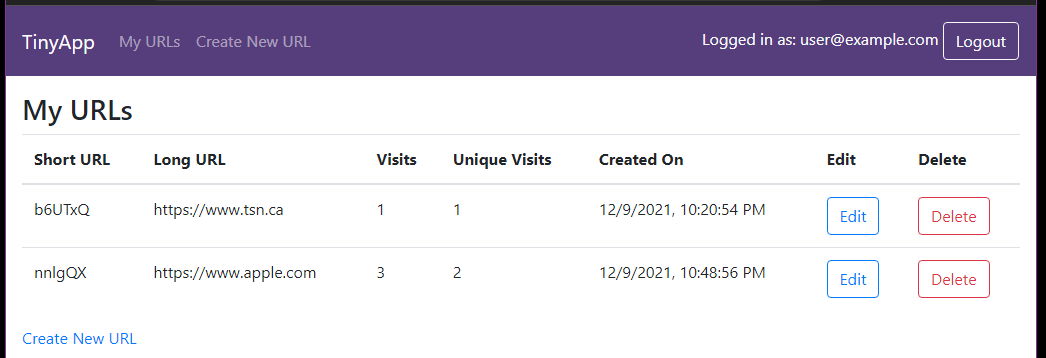 TinyApp My URLs Create New URL Logged in as: user@example.com Logout
My URLs
Short URL Long URL Visits Unique Visits Created On Edit Delete
b6UTxQ https://www.tsn.ca 1 1 12/9/2021, 10:20:54 PM Edit Delete
nnlgQX https://www.apple.com 3 2 12/9/2021, 10:48:56 PM Edit Delete
Create New URL